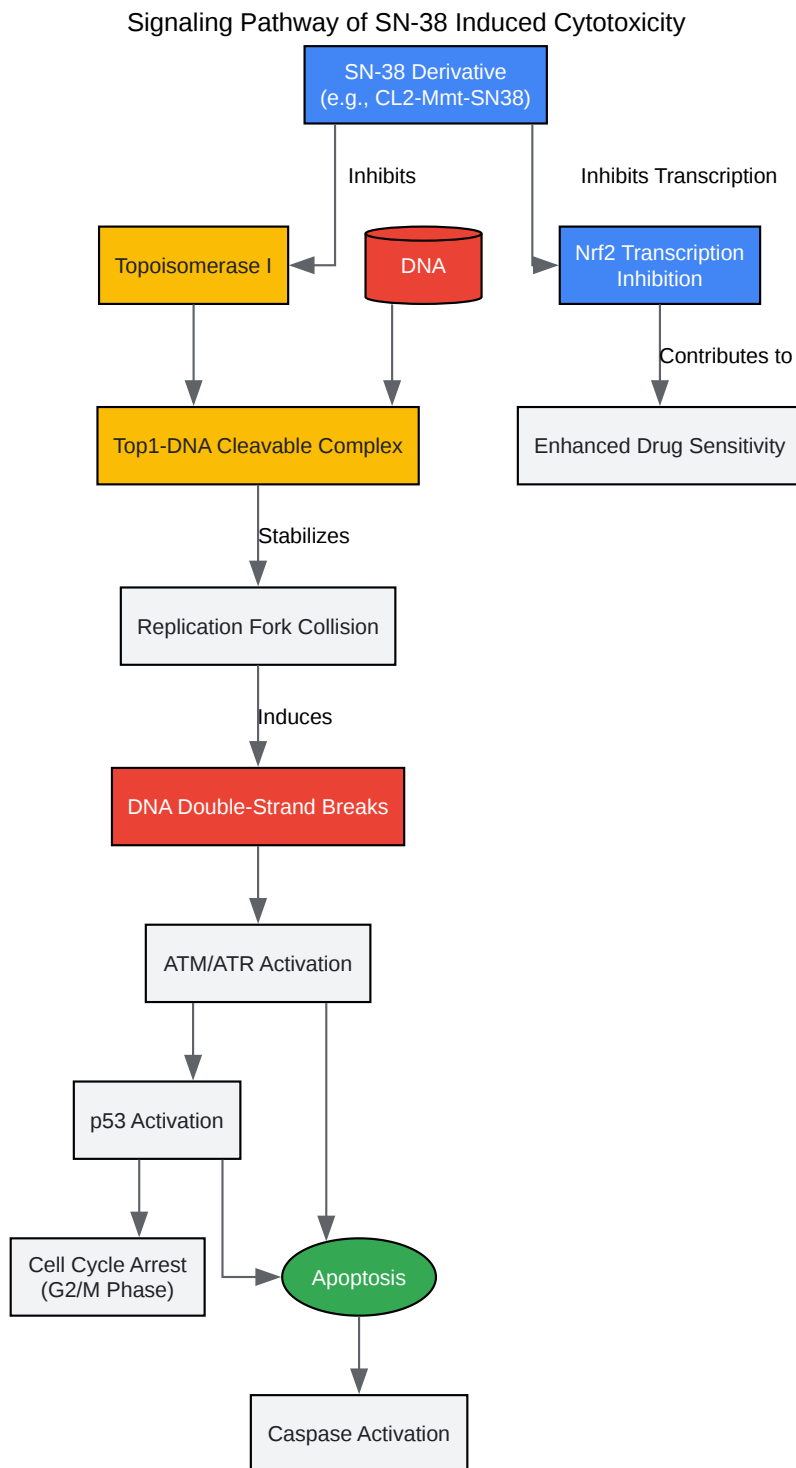 Signaling Pathway of SN-38 Induced Cytotoxicity
SN-38 Derivative
(e.g., CL2-Mmt-SN38)
Inhibits
Inhibits Transcription
Topoisomerase I
DNA
Nrf2 Transcription
Inhibition
Contributes to
Top1-DNA Cleavable Complex
Enhanced Drug Sensitivity
Stabilizes
Replication Fork Collision
Induces
DNA Double-Strand Breaks
ATM/ATR Activation
p53 Activation
Cell Cycle Arrest
(G2/M Phase)
Apoptosis
Caspase Activation